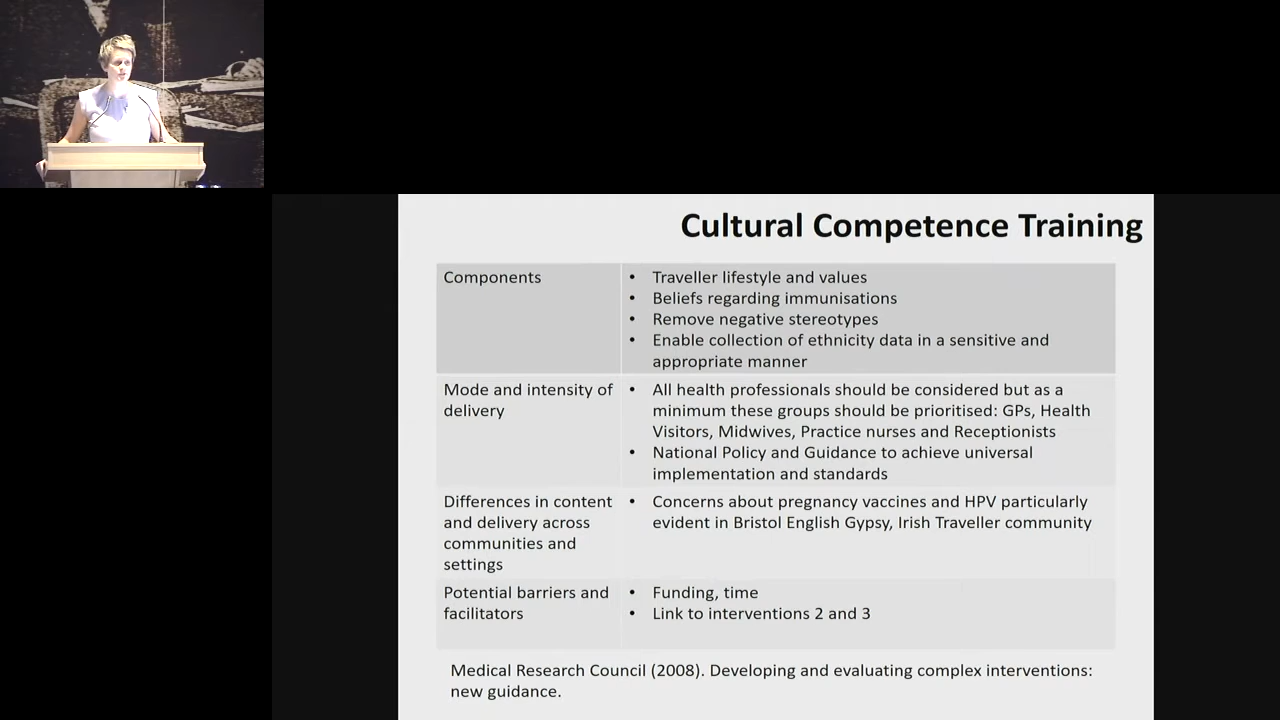 Cultural Competence Training
Components
• Traveller lifestyle and values
• Beliefs regarding immunisations
• Remove negative stereotypes
• Enable collection of ethnicity data in a sensitive and
appropriate manner
Mode and intensity of
delivery
• All health professionals should be considered but as a
minimum these groups should be prioritised: GPs, Health
Visitors, Midwives, Practice nurses and Receptionists
• National Policy and Guidance to achieve universal
implementation and standards
Differences in content
and delivery across
communities and
settings
• Concerns about pregnancy vaccines and HPV particularly
evident in Bristol English Gypsy, Irish Traveller community
Potential barriers and
facilitators
• Funding, time
• Link to interventions 2 and 3
Medical Research Council (2008). Developing and evaluating complex interventions:
new guidance.